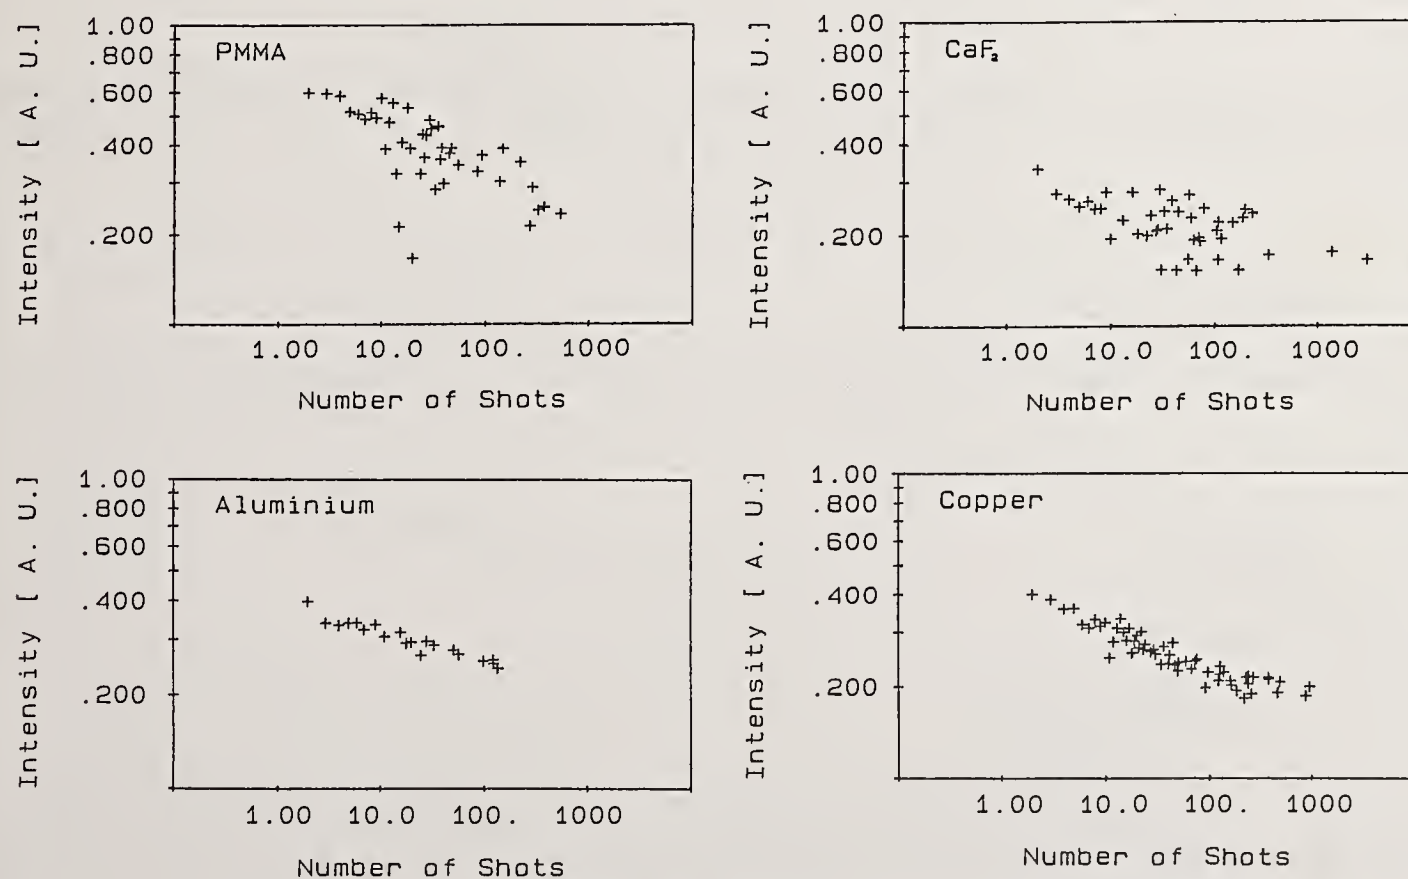 Intensity [ A. U.]
1.00
.800
.600
.400
.200
PMMA
1.00 10.0 100. 1000
Number of Shots
Intensity [ A. U.]
1.00
.800
.600
.400
.200
CaF₂
1.00 10.0 100. 1000
Number of Shots
Intensity [ A. U.]
1.00
.800
.600
.400
.200
Aluminium
1.00 10.0 100. 1000
Number of Shots
Intensity [ A. U.]
1.00
.800
.600
.400
.200
Copper
1.00 10.0 100. 1000
Number of Shots